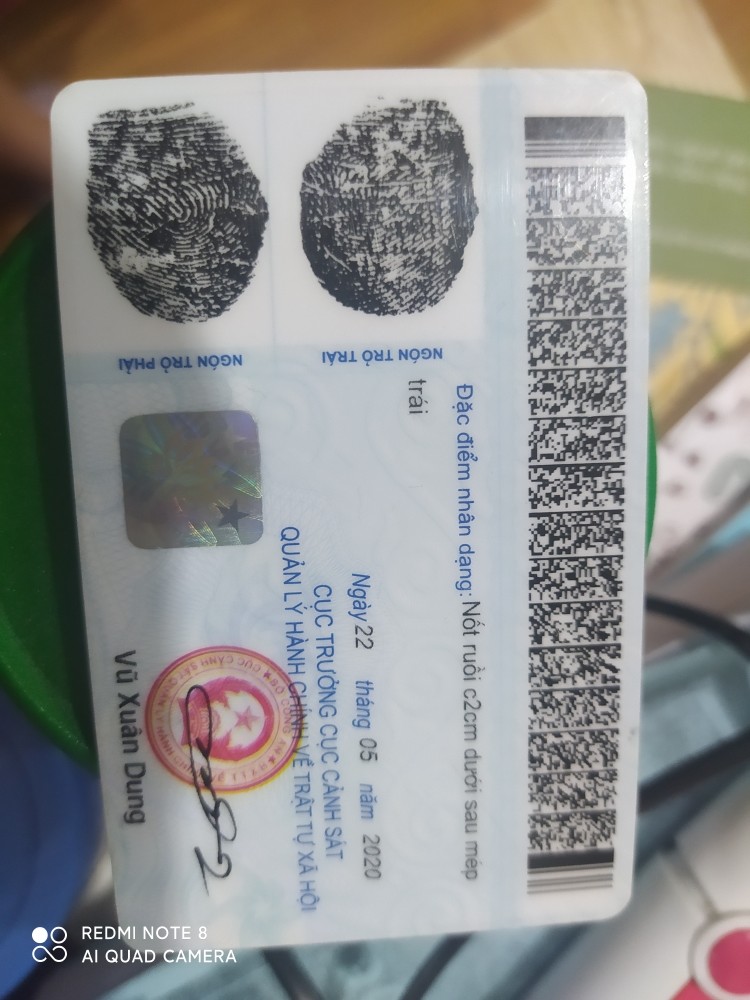 Đặc điểm nhân dạng: Nốt ruồi c2cm dưới sau mép
trái
NGÓN TRỎ TRÁI
NGÓN TRỎ PHẢI
Ngày 22 tháng 05 năm 2020
CỤC TRƯỞNG CỤC CẢNH SÁT
QUẢN LÝ HÀNH CHÍNH VỀ TRẬT TỰ XÃ HỘI
Vũ Xuân Dung
REDMI NOTE 8
AI QUAD CAMERA